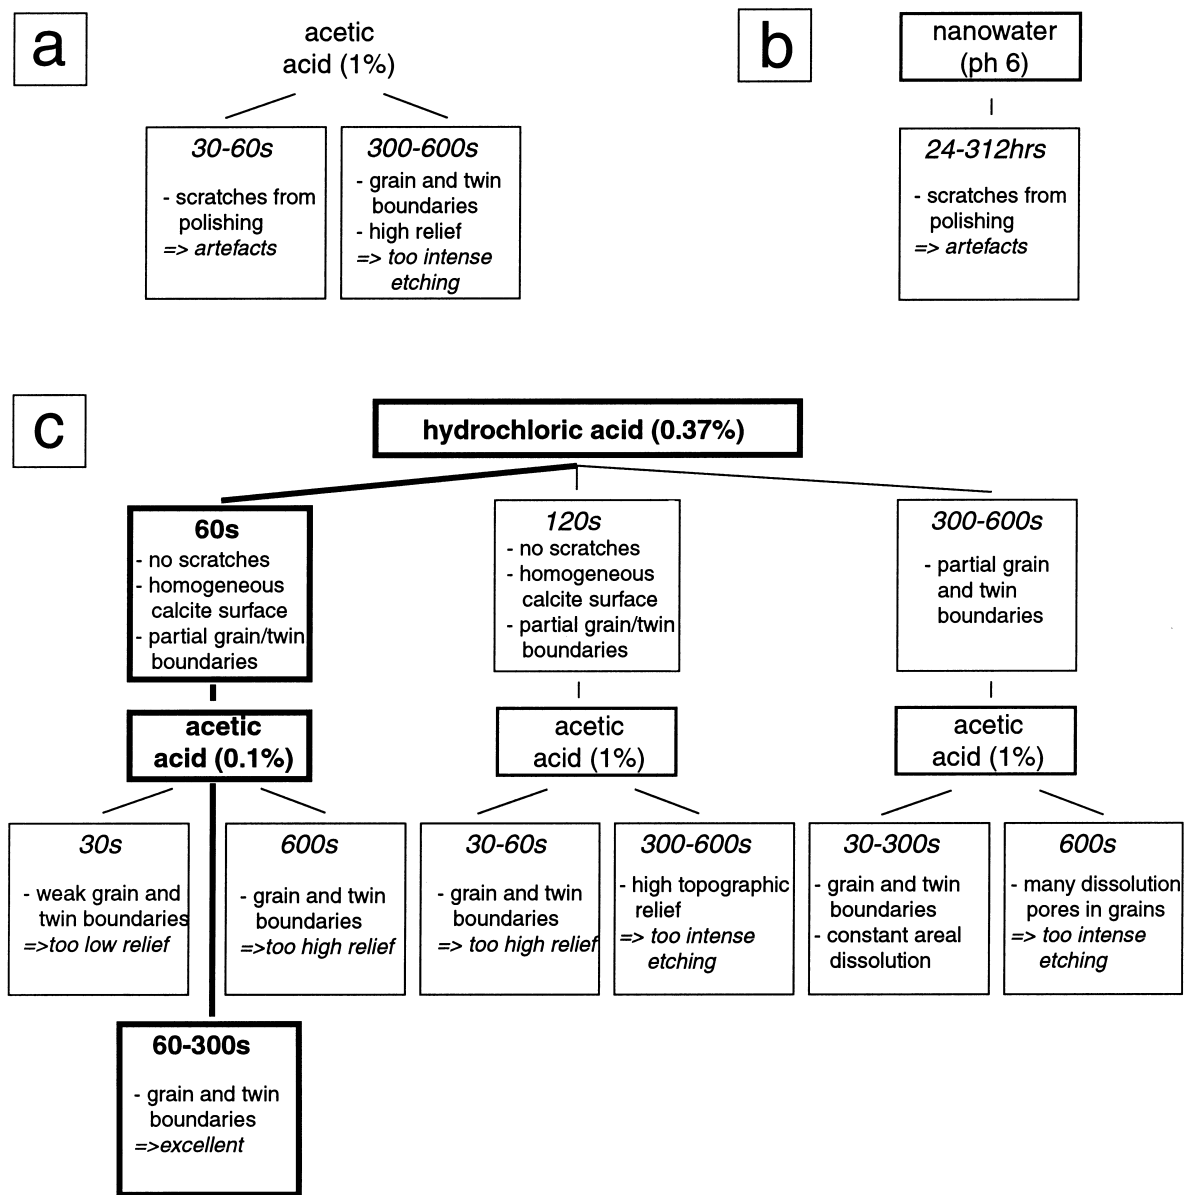 a
acetic
acid (1%)
30-60s
- scratches from
polishing
=> artefacts
300-600s
- grain and twin
boundaries
- high relief
=> too intense
etching
b
nanowater
(ph 6)
24-312hrs
- scratches from
polishing
=> artefacts
c
hydrochloric acid (0.37%)
60s
- no scratches
- homogeneous
calcite surface
- partial grain/twin
boundaries
120s
- no scratches
- homogeneous
calcite surface
- partial grain/twin
boundaries
300-600s
- partial grain
and twin
boundaries
acetic
acid (0.1%)
acetic
acid (1%)
acetic
acid (1%)
30s
- weak grain and
twin boundaries
=>too low relief
600s
- grain and twin
boundaries
=>too high relief
30-60s
- grain and twin
boundaries
=> too high relief
300-600s
- high topographic
relief
=> too intense
etching
30-300s
- grain and twin
boundaries
- constant areal
dissolution
600s
- many dissolution
pores in grains
=> too intense
etching
60-300s
- grain and twin
boundaries
=>excellent